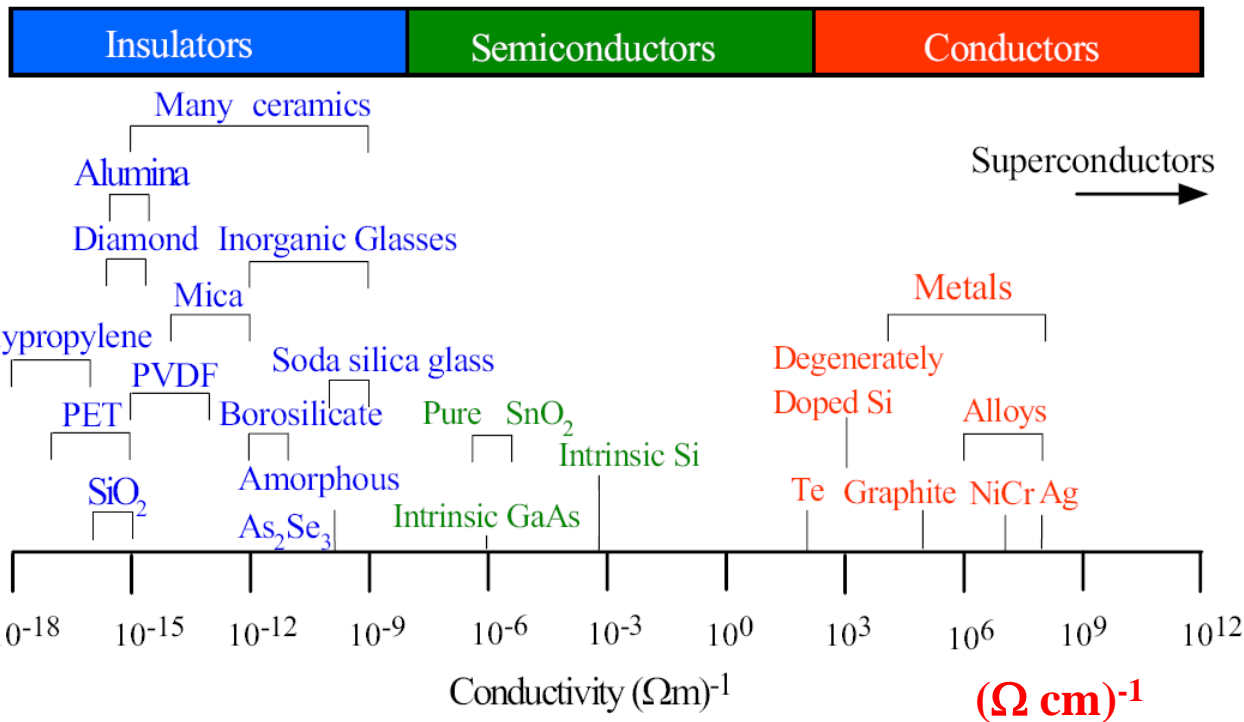 Insulators Semiconductors Conductors
Many ceramics
Superconductors
Alumina
Diamond Inorganic Glasses
Mica Metals
ypropylene Soda silica glass Degenerately
PVDF
PET Borosilicate Pure SnO₂ Doped Si Alloys
Intrinsic Si
SiO₂ Amorphous Te Graphite NiCr Ag
As₂Se₃ Intrinsic GaAs
0⁻¹⁸ 10⁻¹⁵ 10⁻¹² 10⁻⁹ 10⁻⁶ 10⁻³ 10⁰ 10³ 10⁶ 10⁹ 10¹²
Conductivity (Ωm)⁻¹ (Ω cm)⁻¹